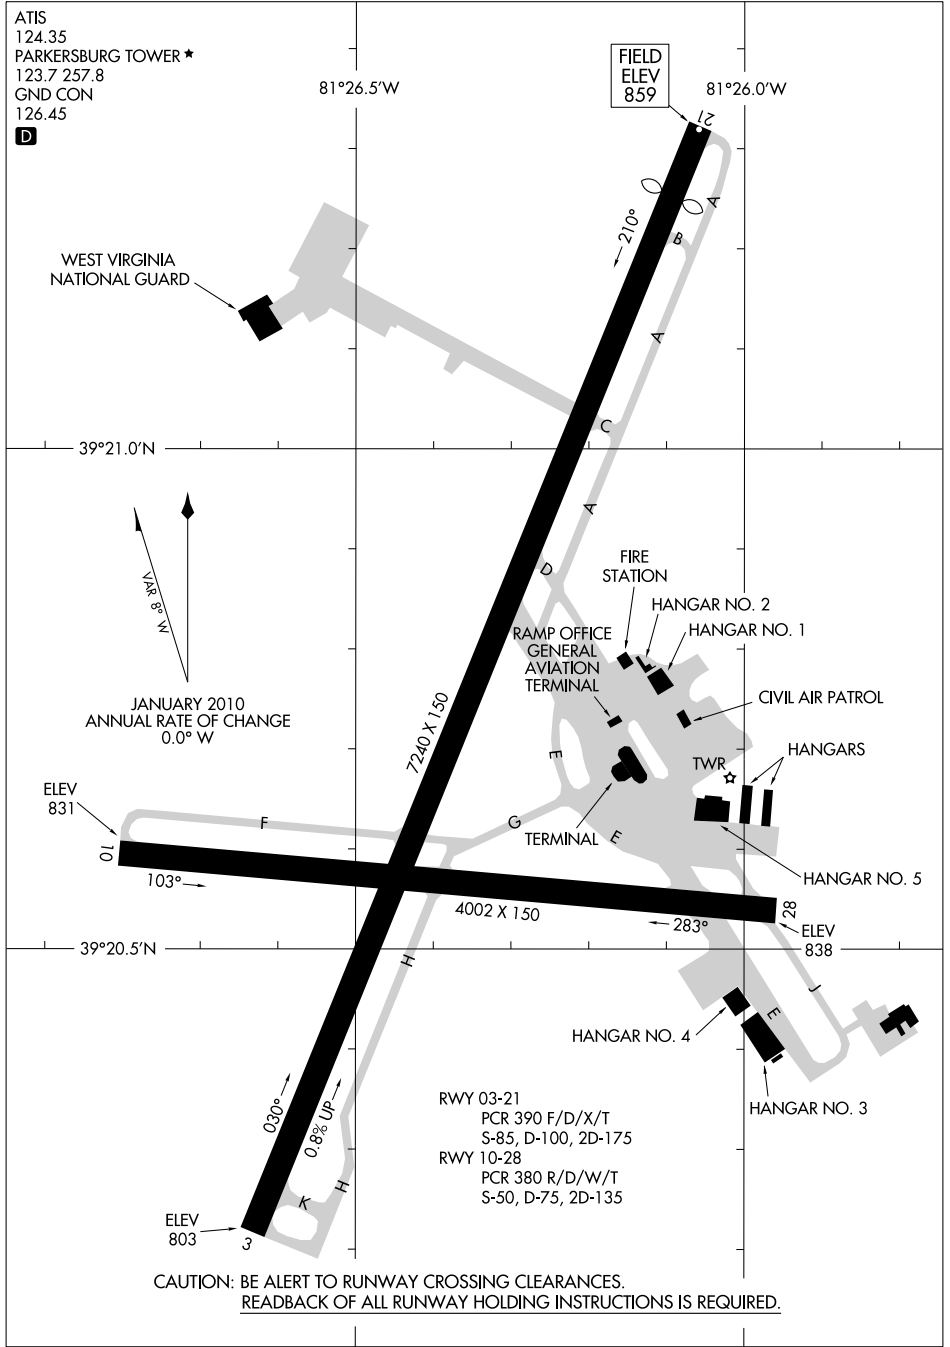 ATIS
124.35
PARKERSBURG TOWER ★
123.7 257.8
GND CON
126.45
D
81°26.5'W
FIELD
ELEV
859
81°26.0'W
21
A
B
210°
WEST VIRGINIA
NATIONAL GUARD
A
C
39°21.0'N
A
VAR 8° W
D
FIRE
STATION
HANGAR NO. 2
HANGAR NO. 1
RAMP OFFICE
GENERAL
AVIATION
TERMINAL
CIVIL AIR PATROL
JANUARY 2010
ANNUAL RATE OF CHANGE
0.0° W
7240 X 150
E
TWR
HANGARS
ELEV
831
F
G
E
TERMINAL
10
103°
HANGAR NO. 5
4002 X 150
28
283°
ELEV
838
39°20.5'N
H
J
E
HANGAR NO. 4
HANGAR NO. 3
030°
0.8% UP
RWY 03-21
PCR 390 F/D/X/T
S-85, D-100, 2D-175
RWY 10-28
PCR 380 R/D/W/T
S-50, D-75, 2D-135
H
K
ELEV
803
3
CAUTION: BE ALERT TO RUNWAY CROSSING CLEARANCES.
READBACK OF ALL RUNWAY HOLDING INSTRUCTIONS IS REQUIRED.